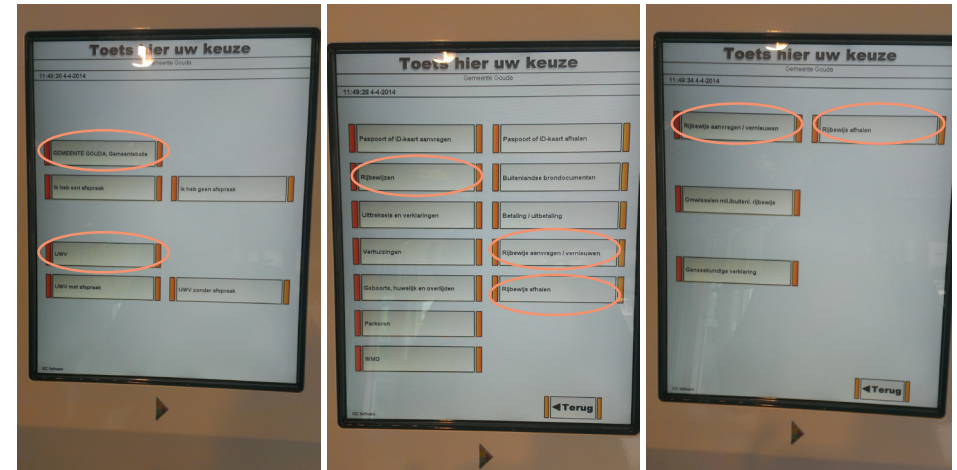 Toets hier uw keuze
Gemeente Gouda
11:49:26 4-4-2014
GEMEENTE GOUDA, Gemeentebalie
Ik heb een afspraak
Ik heb geen afspraak
UWV
UWV met afspraak
UWV zonder afspraak
Toets hier uw keuze
Gemeente Gouda
11:49:28 4-4-2014
Paspoort of ID-kaart aanvragen
Paspoort of ID-kaart afhalen
Rijbewijzen
Buitenlandse brondocumenten
Uittreksels en verklaringen
Betaling / uitbetaling
Verhuizingen
Rijbewijs aanvragen / vernieuwen
Geboorte, huwelijk en overlijden
Rijbewijs afhalen
Parkeren
WMO
Terug
Toets hier uw keuze
Gemeente Gouda
11:49:34 4-4-2014
Rijbewijs aanvragen / vernieuwen
Rijbewijs afhalen
Omwisselen mil./buitenl. rijbewijs
Geneeskundige verklaring
Terug